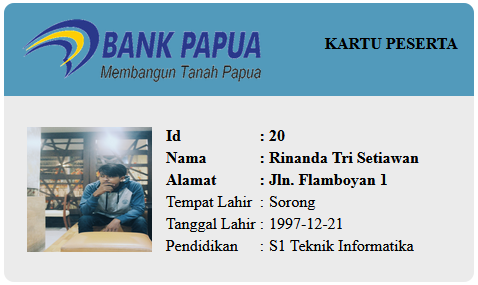 BANK PAPUA
Membangun Tanah Papua
KARTU PESERTA
Id : 20
Nama : Rinanda Tri Setiawan
Alamat : Jln. Flamboyan 1
Tempat Lahir : Sorong
Tanggal Lahir : 1997-12-21
Pendidikan : S1 Teknik Informatika